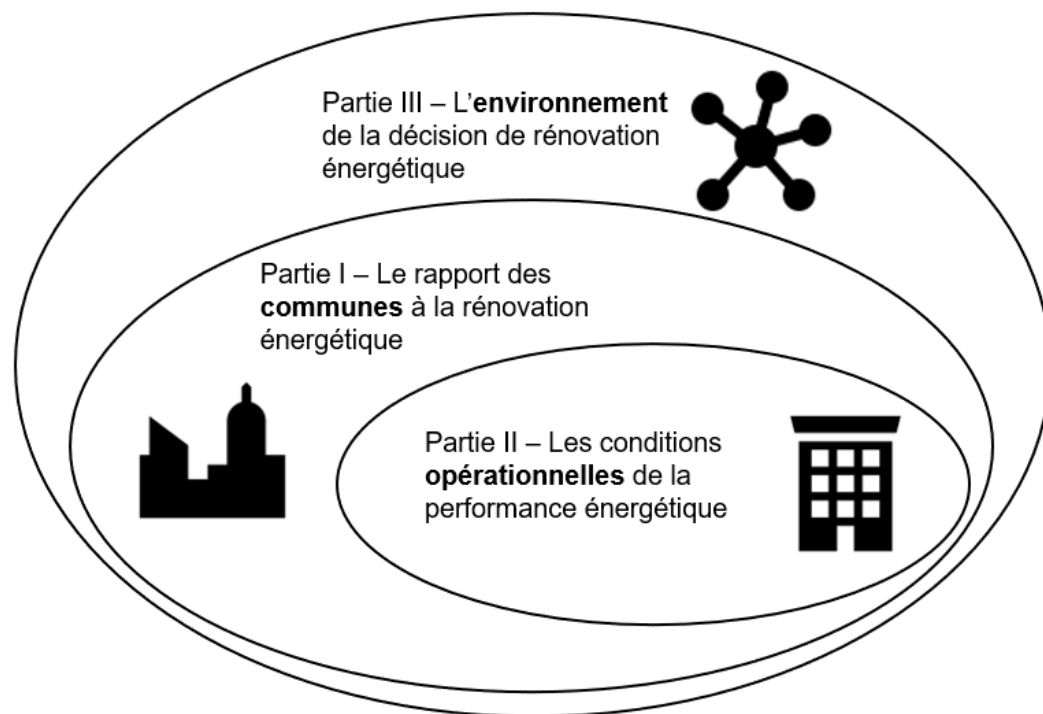 Partie III – L’environnement
de la décision de rénovation
énergétique
Partie I – Le rapport des
communes à la rénovation
énergétique
Partie II – Les conditions
opérationnelles de la
performance énergétique